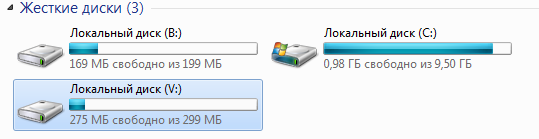 Жесткие диски (3)
Локальный диск (B:)
169 МБ свободно из 199 МБ
Локальный диск (C:)
0,98 ГБ свободно из 9,50 ГБ
Локальный диск (V:)
275 МБ свободно из 299 МБ